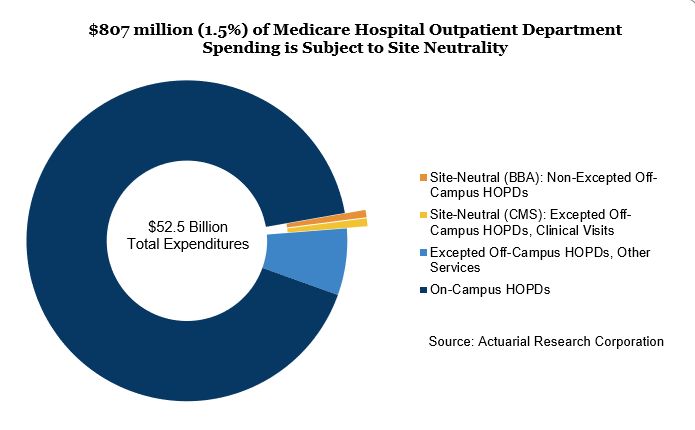 $807 million (1.5%) of Medicare Hospital Outpatient Department
Spending is Subject to Site Neutrality
$52.5 Billion
Total Expenditures
Site-Neutral (BBA): Non-Excepted Off-
Campus HOPDs
Site-Neutral (CMS): Excepted Off-
Campus HOPDs, Clinical Visits
Excepted Off-Campus HOPDs, Other
Services
On-Campus HOPDs
Source: Actuarial Research Corporation